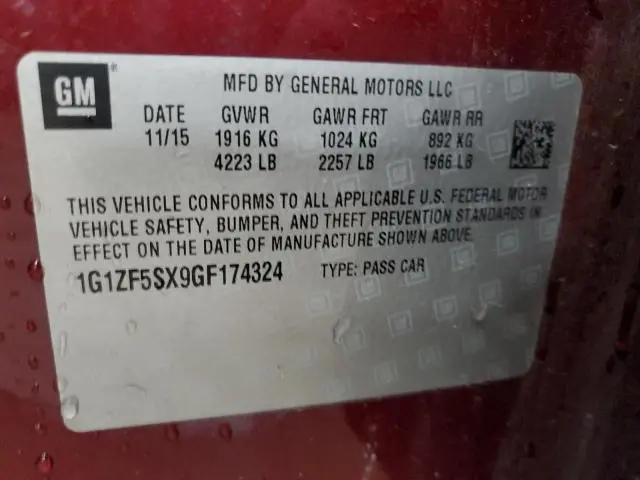 GM
MFD BY GENERAL MOTORS LLC
DATE GVWR GAWR FRT GAWR RR
11/15 1916 KG 1024 KG 892 KG
4223 LB 2257 LB 1966 LB
THIS VEHICLE CONFORMS TO ALL APPLICABLE U.S. FEDERAL MOTOR
VEHICLE SAFETY, BUMPER, AND THEFT PREVENTION STANDARDS IN
EFFECT ON THE DATE OF MANUFACTURE SHOWN ABOVE.
1G1ZF5SX9GF174324 TYPE: PASS CAR